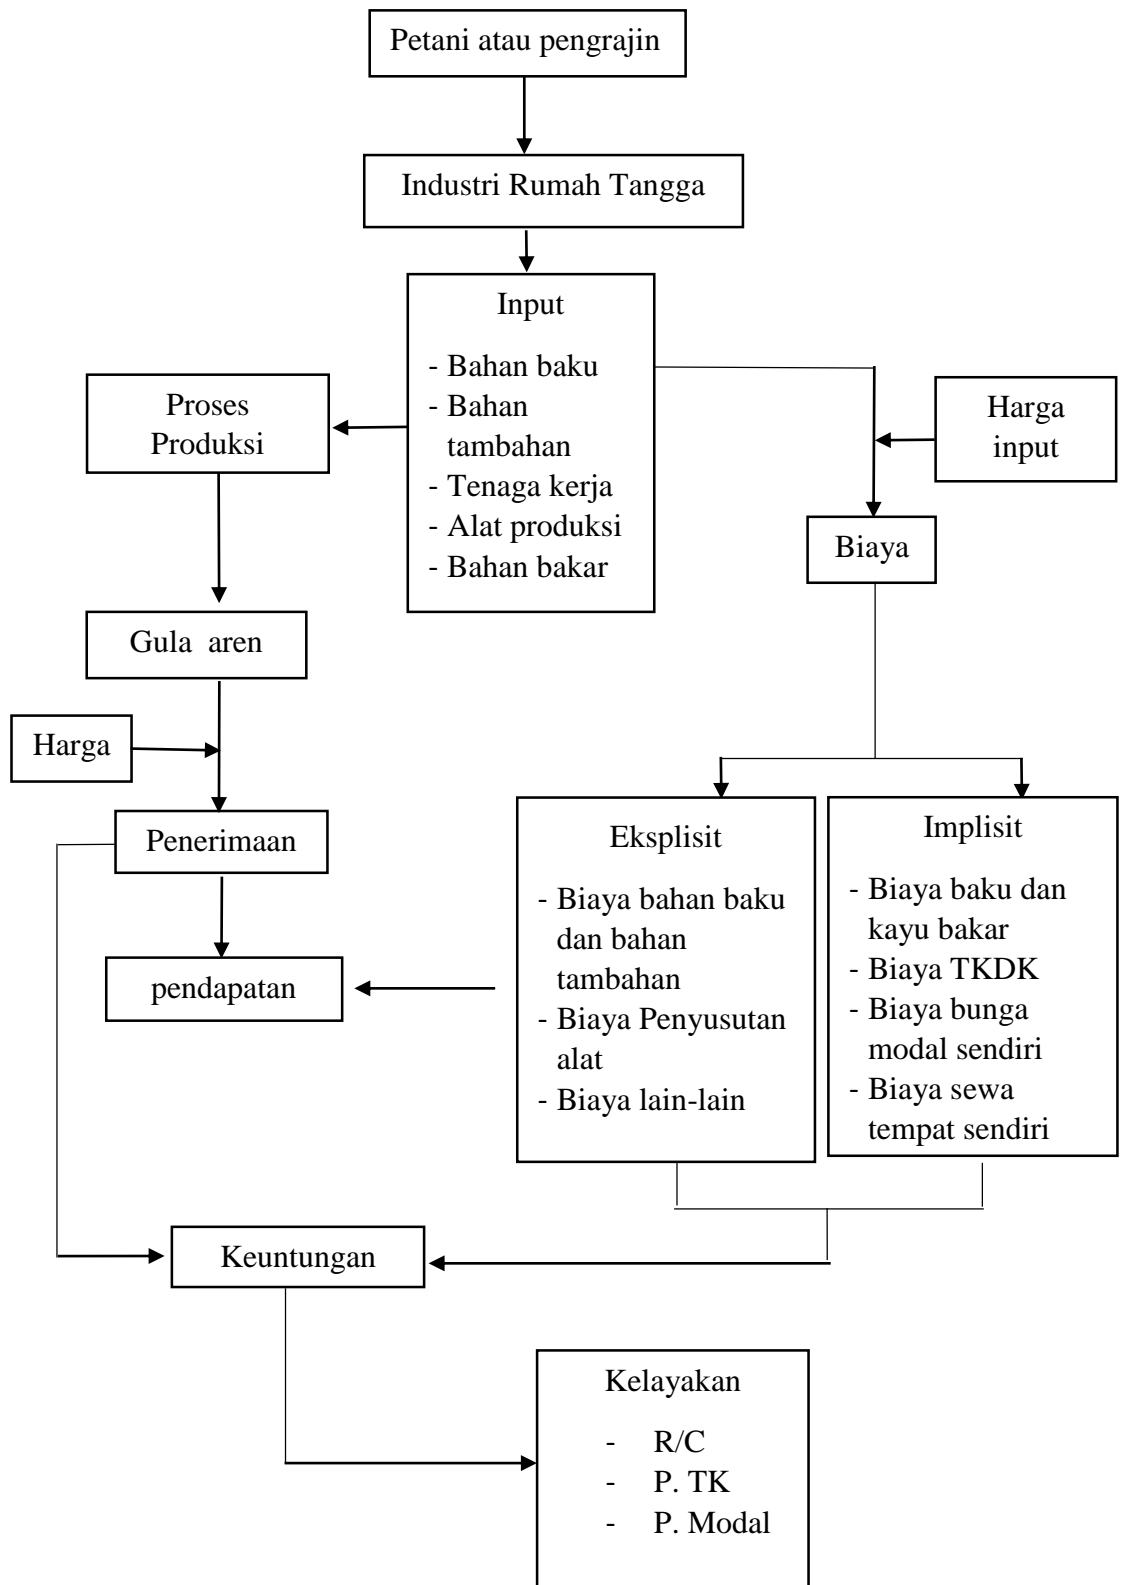 Petani atau pengrajin
Industri Rumah Tangga
Input
- Bahan baku
- Bahan
tambahan
- Tenaga kerja
- Alat produksi
- Bahan bakar
Proses
Produksi
Harga
input
Biaya
Gula aren
Harga
Penerimaan
pendapatan
Eksplisit
- Biaya bahan baku
dan bahan
tambahan
- Biaya Penyusutan
alat
- Biaya lain-lain
Implisit
- Biaya baku dan
kayu bakar
- Biaya TKDK
- Biaya bunga
modal sendiri
- Biaya sewa
tempat sendiri
Keuntungan
Kelayakan
- R/C
- P. TK
- P. Modal